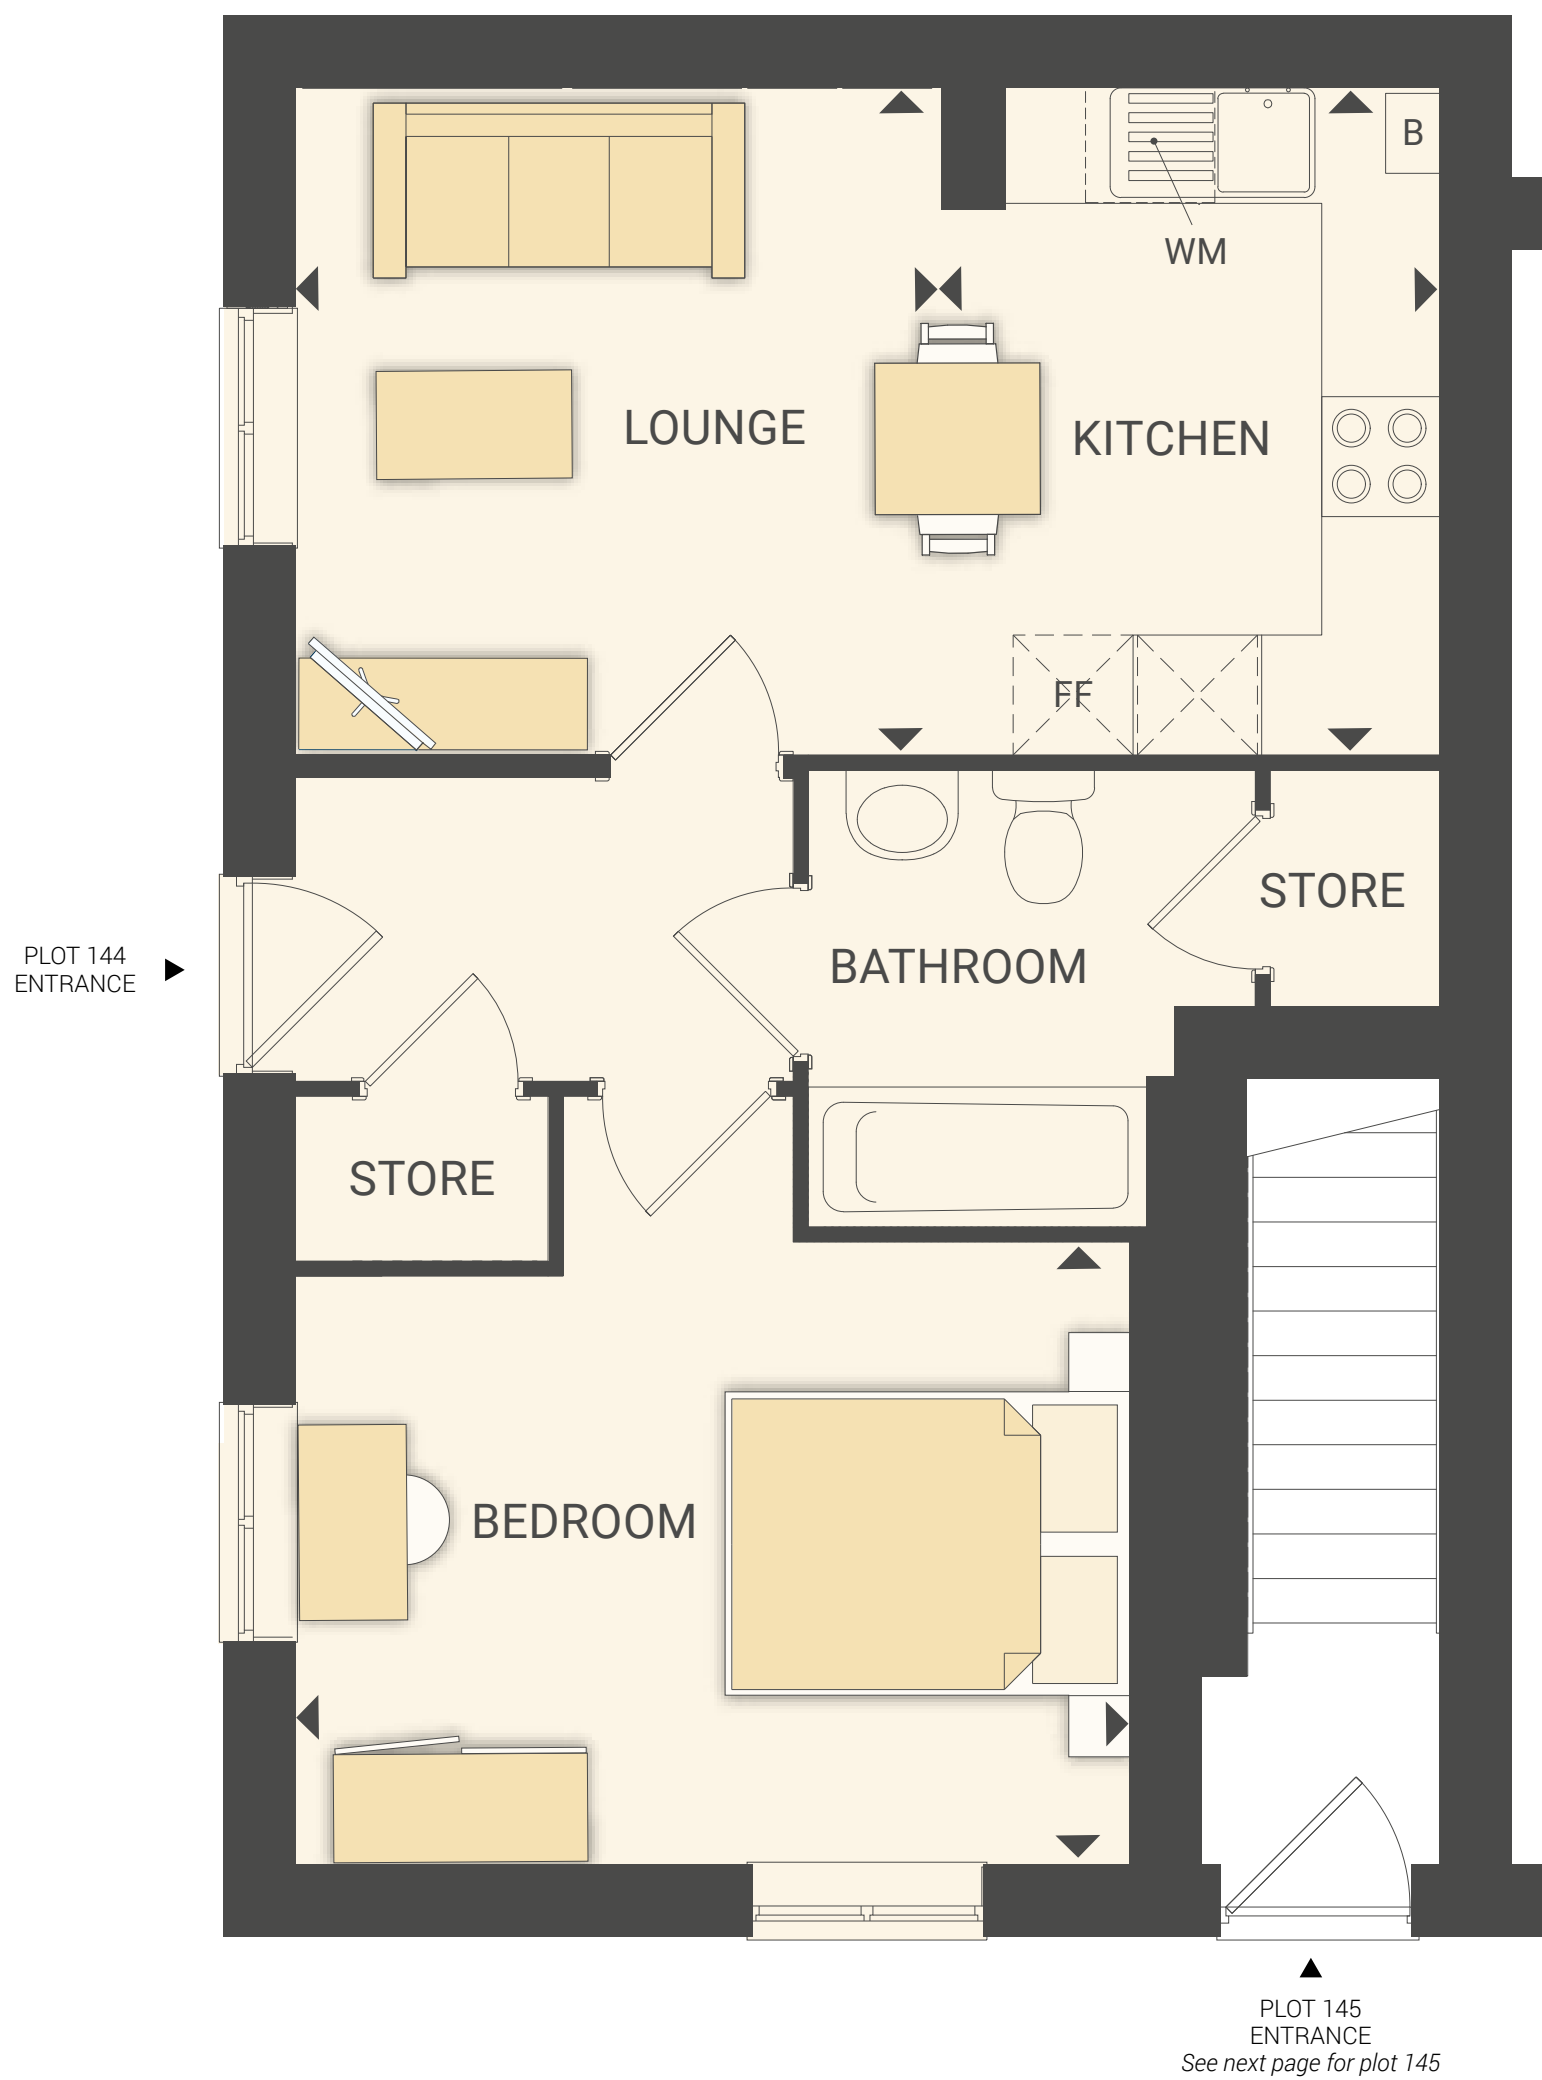 B
WM
LOUNGE
KITCHEN
FF
STORE
PLOT 144
ENTRANCE
BATHROOM
STORE
BEDROOM
PLOT 145
ENTRANCE
See next page for plot 145